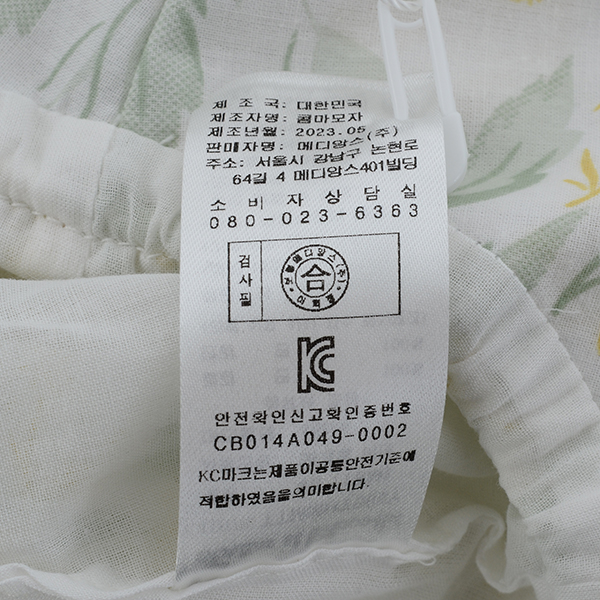 제 조 국: 대한민국
제조자명: 콤마모자
제조년월: 2023.05
판매자명: 메디앙스(주)
주소: 서울시 강남구 논현로
64길 4 메디앙스401빌딩
소 비 자 상 담 실
080-023-6363
검사필
合
안전확인신고확인증번호
CB014A049-0002
KC마크는제품이공통안전기준에
적합하였음을의미합니다.